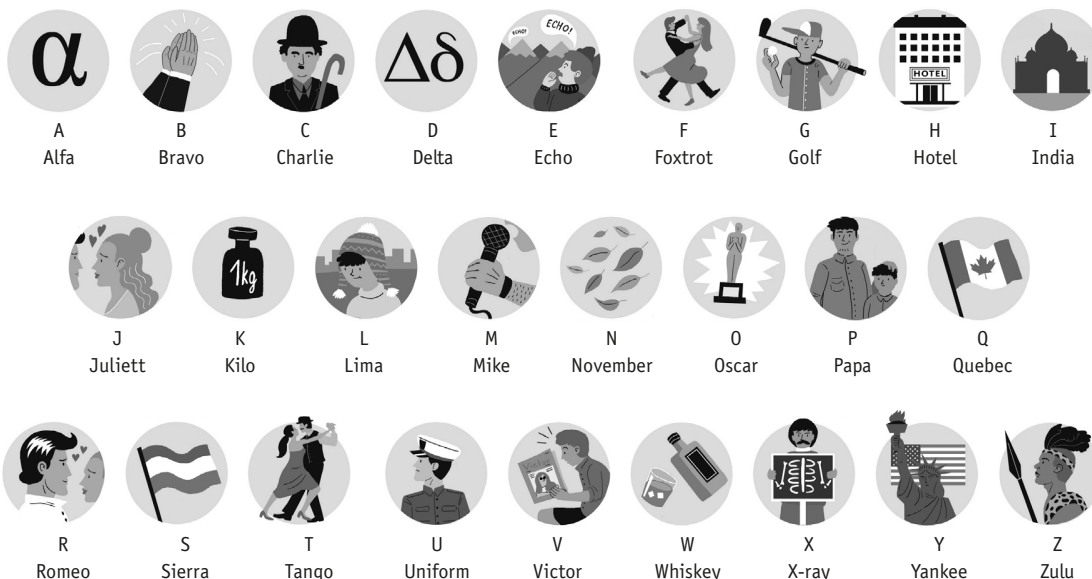 α
Δδ
ECHO!
ECHO!
HOTEL
A B C D E F G H I
Alfa Bravo Charlie Delta Echo Foxtrot Golf Hotel India
1kg
J K L M N O P Q
Juliett Kilo Lima Mike November Oscar Papa Quebec
R S T U V W X Y Z
Romeo Sierra Tango Uniform Victor Whiskey X-ray Yankee Zulu